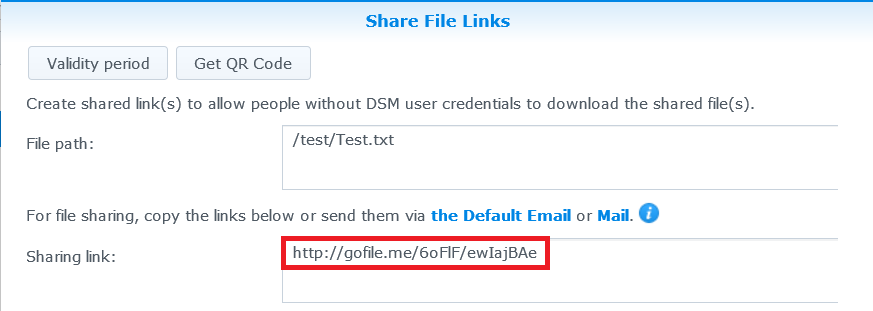 Share File Links
Validity period
Get QR Code
Create shared link(s) to allow people without DSM user credentials to download the shared file(s).
File path:
/test/Test.txt
For file sharing, copy the links below or send them via the Default Email or Mail.
Sharing link:
http://gofile.me/6oFlF/ewIajBAe